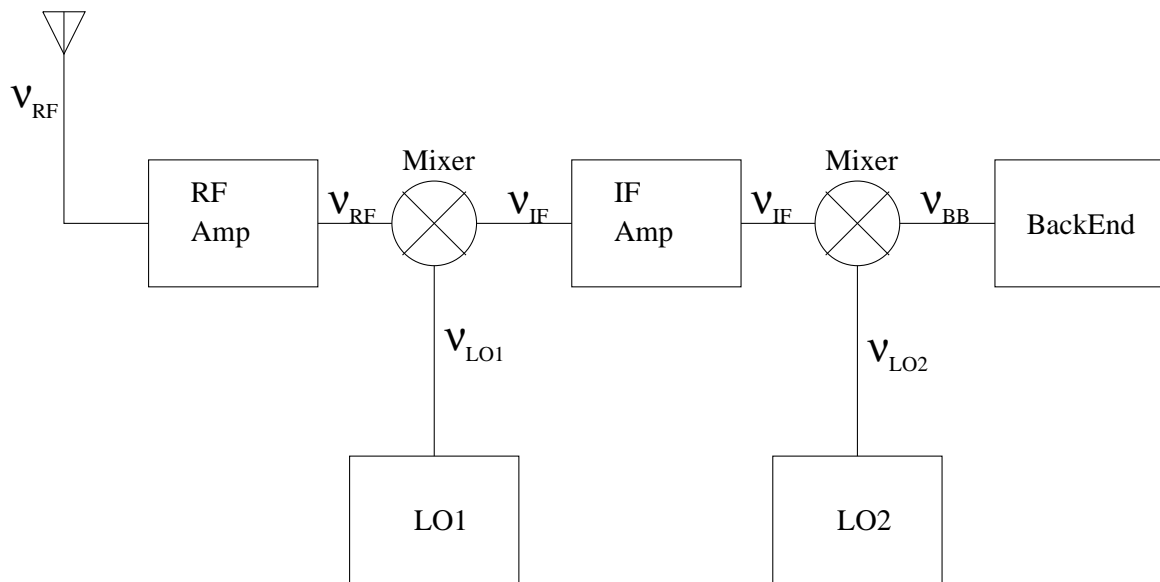 ν_RF
RF
Amp
ν_RF
Mixer
ν_IF
IF
Amp
ν_IF
Mixer
ν_BB
BackEnd
ν_LO1
ν_LO2
LO1
LO2